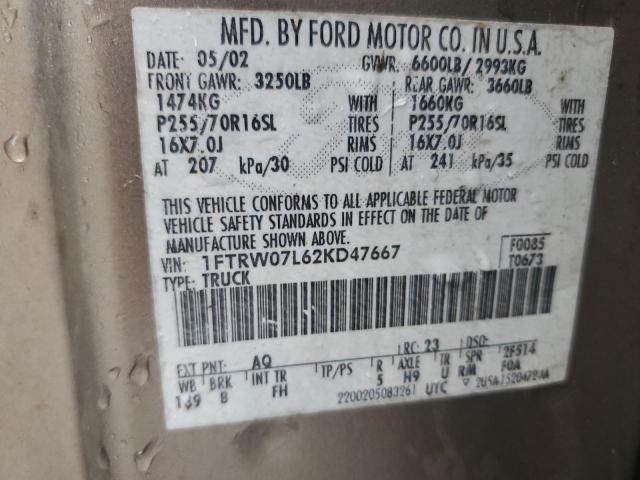 MFD. BY FORD MOTOR CO. IN U.S.A.
DATE: 05/02 GVWR: 6600LB/ 2993KG
FRONT GAWR: 3250LB REAR GAWR: 3660LB
1474KG WITH 1660KG WITH
P255/70R16SL TIRES P255/70R16SL TIRES
16X7.0J RIMS 16X7.0J RIMS
AT 207 kPa/30 PSI COLD AT 241 kPa/35 PSI COLD
THIS VEHICLE CONFORMS TO ALL APPLICABLE FEDERAL MOTOR
VEHICLE SAFETY STANDARDS IN EFFECT ON THE DATE OF
MANUFACTURE SHOWN ABOVE.
VIN: 1FTRW07L62KD47667 F0085
TYPE: TRUCK T0673
EXT PNT: AQ RC: 23 DSO:
WB BRK INT TR TP/PS R AXLE TR SPR 2F514
139 B FH 5 H9 U R/M F0A
2200205083261 UTC